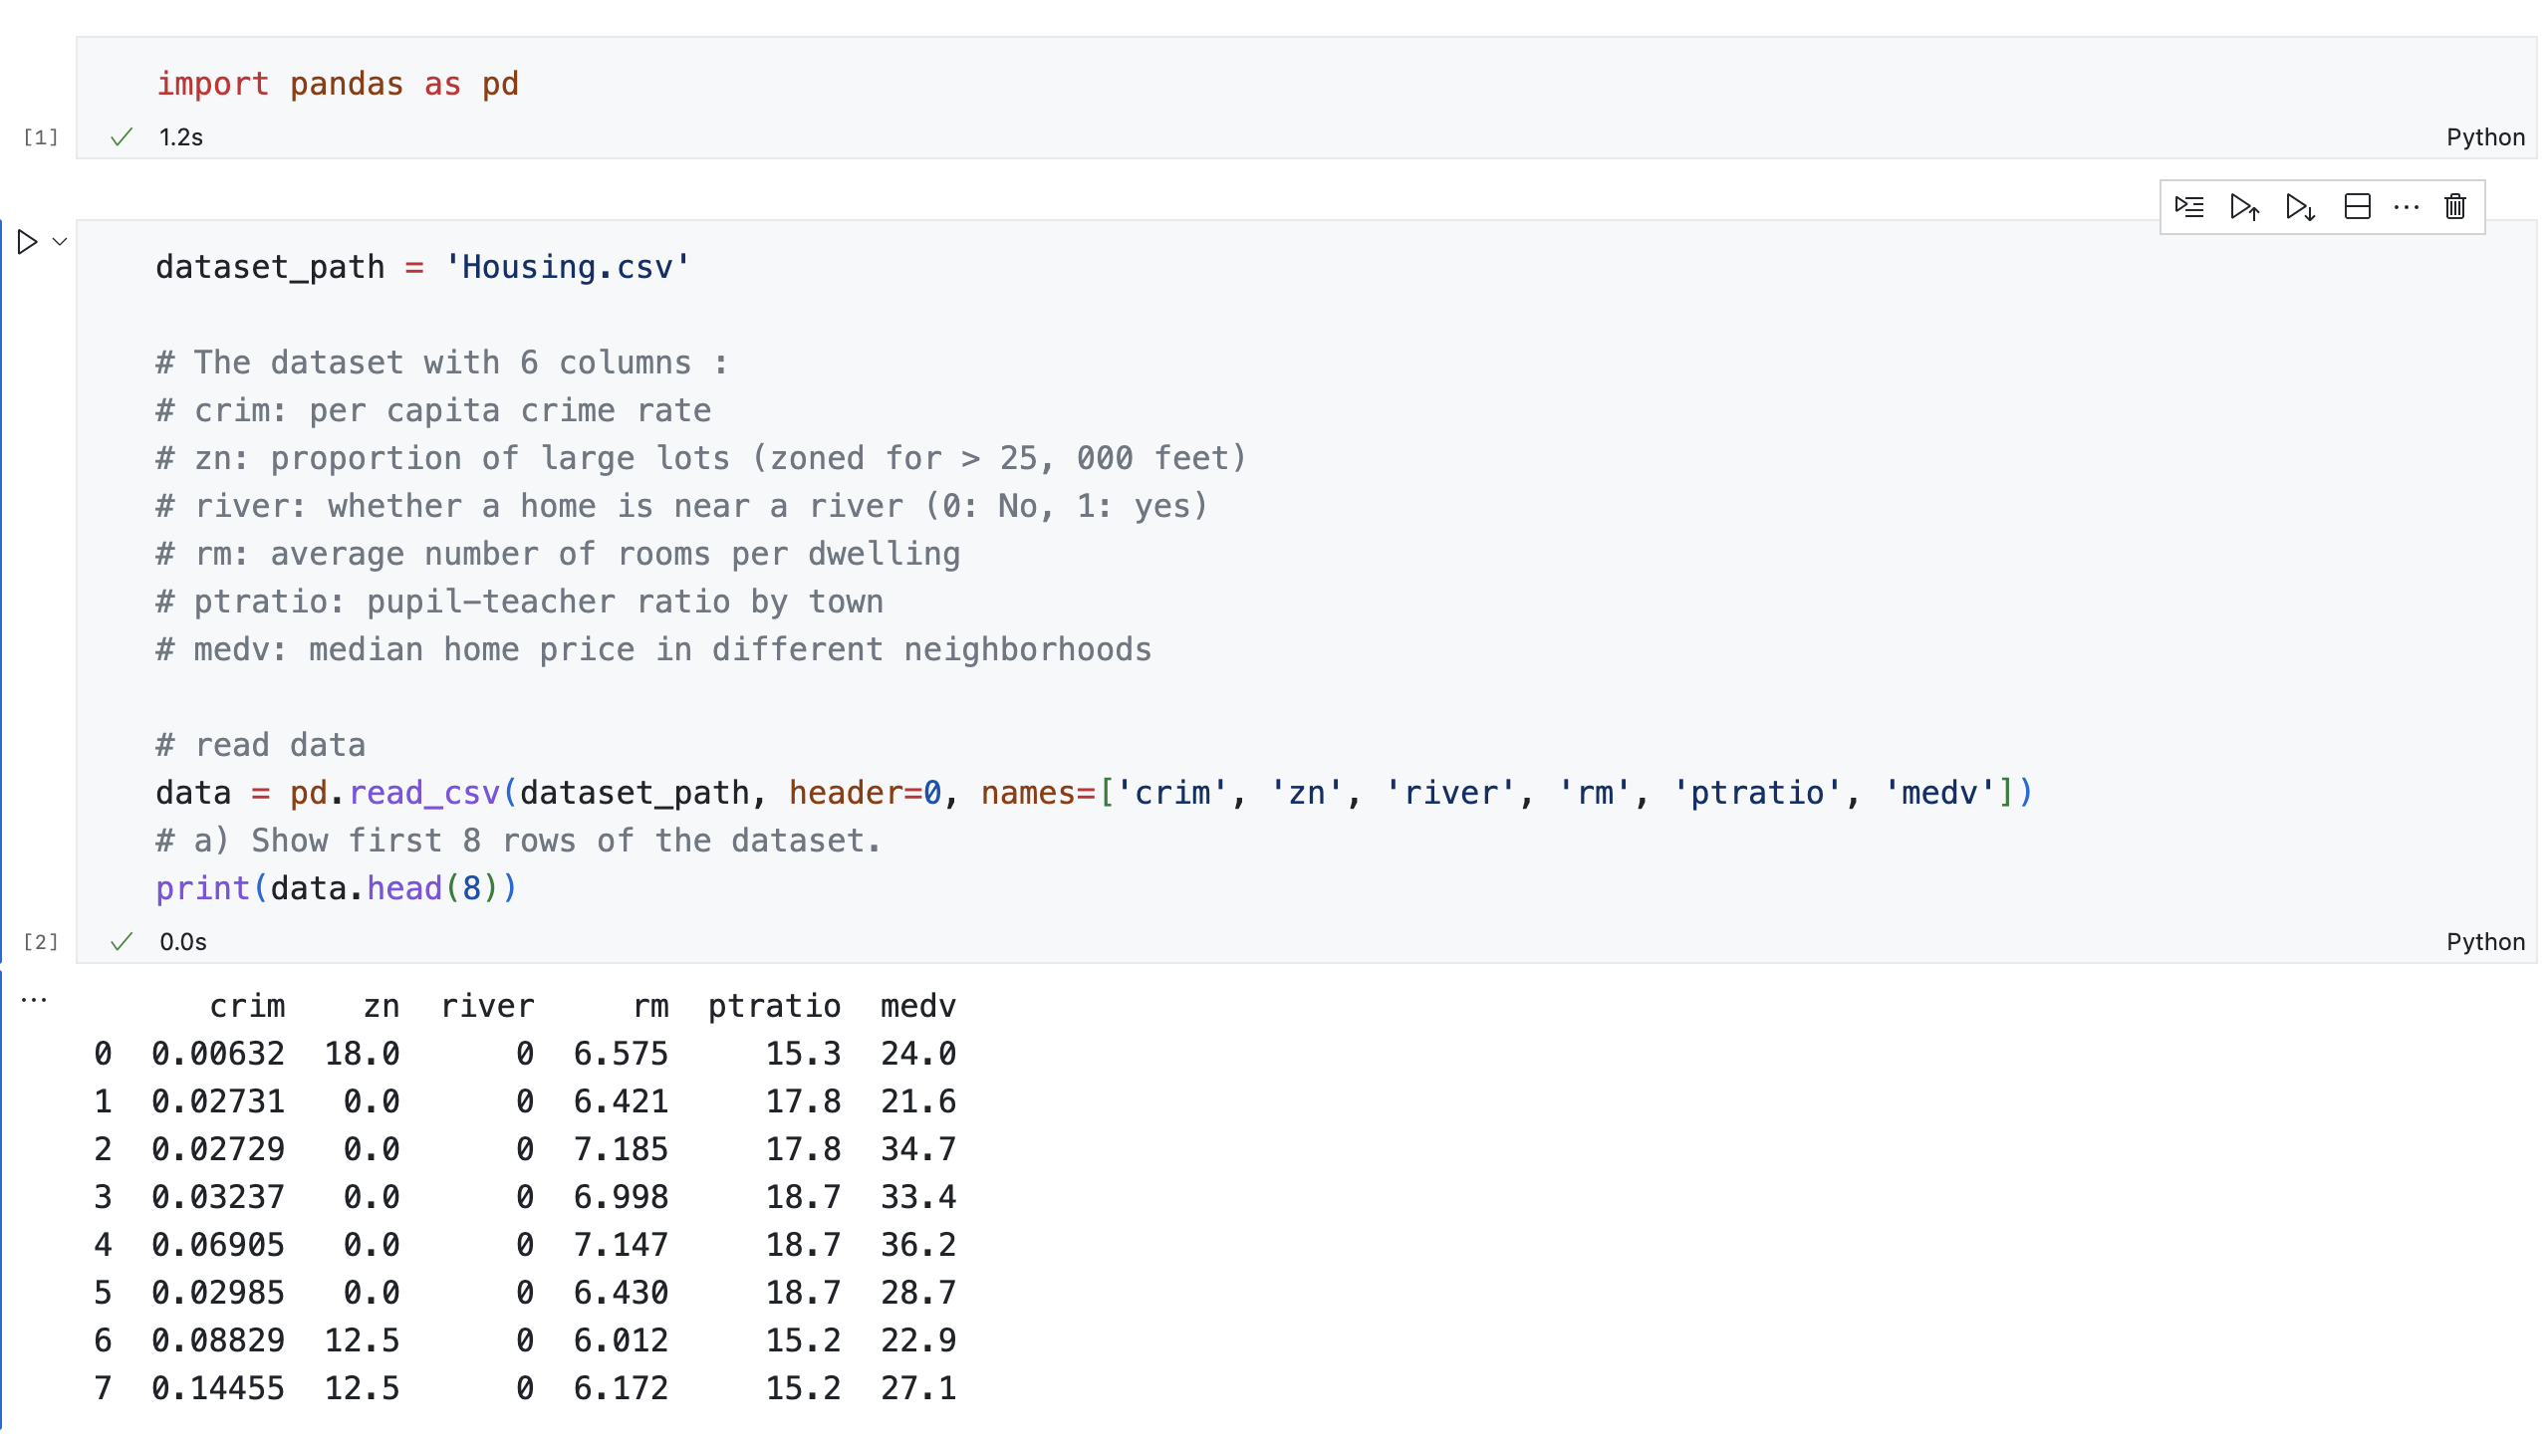 import pandas as pd
[1] 1.2s Python
dataset_path = 'Housing.csv'
# The dataset with 6 columns :
# crim: per capita crime rate
# zn: proportion of large lots (zoned for > 25, 000 feet)
# river: whether a home is near a river (0: No, 1: yes)
# rm: average number of rooms per dwelling
# ptratio: pupil-teacher ratio by town
# medv: median home price in different neighborhoods
# read data
data = pd.read_csv(dataset_path, header=0, names=['crim', 'zn', 'river', 'rm', 'ptratio', 'medv'])
# a) Show first 8 rows of the dataset.
print(data.head(8))
[2] 0.0s Python
crim zn river rm ptratio medv
0 0.00632 18.0 0 6.575 15.3 24.0
1 0.02731 0.0 0 6.421 17.8 21.6
2 0.02729 0.0 0 7.185 17.8 34.7
3 0.03237 0.0 0 6.998 18.7 33.4
4 0.06905 0.0 0 7.147 18.7 36.2
5 0.02985 0.0 0 6.430 18.7 28.7
6 0.08829 12.5 0 6.012 15.2 22.9
7 0.14455 12.5 0 6.172 15.2 27.1